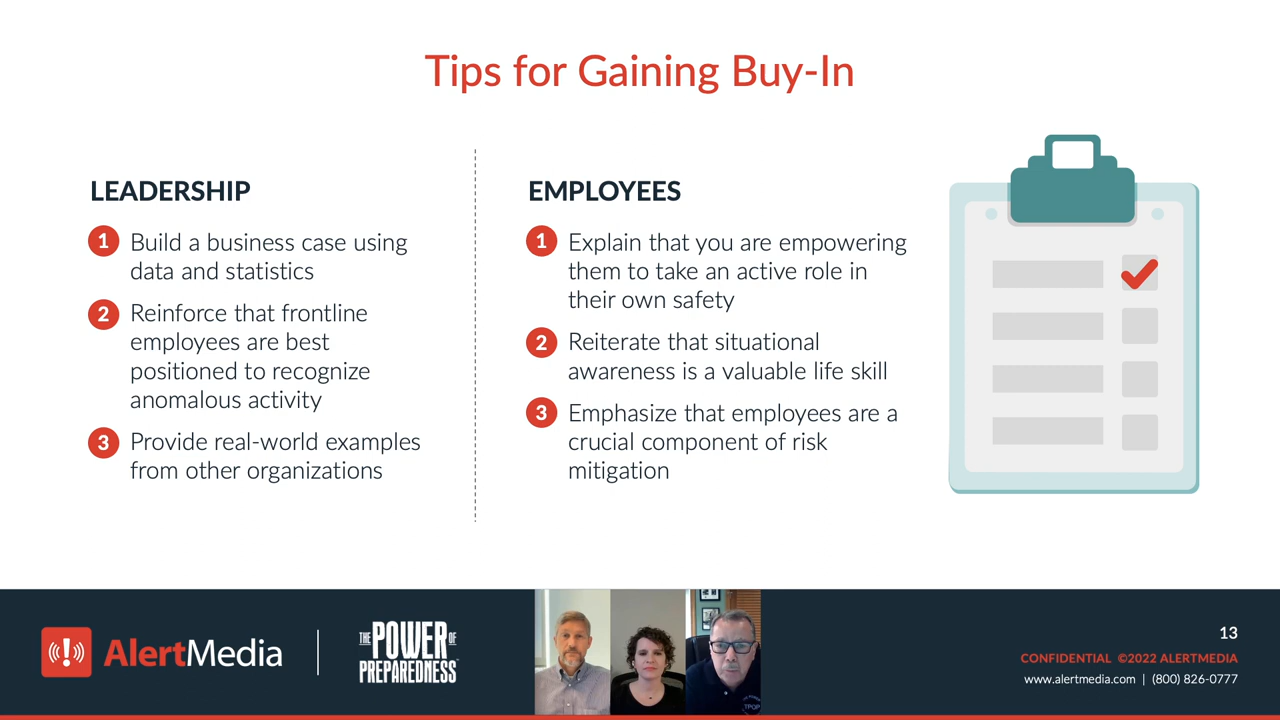 Tips for Gaining Buy-In
LEADERSHIP
1 Build a business case using
data and statistics
2 Reinforce that frontline
employees are best
positioned to recognize
anomalous activity
3 Provide real-world examples
from other organizations
EMPLOYEES
1 Explain that you are empowering
them to take an active role in
their own safety
2 Reiterate that situational
awareness is a valuable life skill
3 Emphasize that employees are a
crucial component of risk
mitigation
AlertMedia
THE POWER OF
PREPAREDNESS
TPOP
13
CONFIDENTIAL ©2022 ALERTMEDIA
www.alertmedia.com | (800) 826-0777